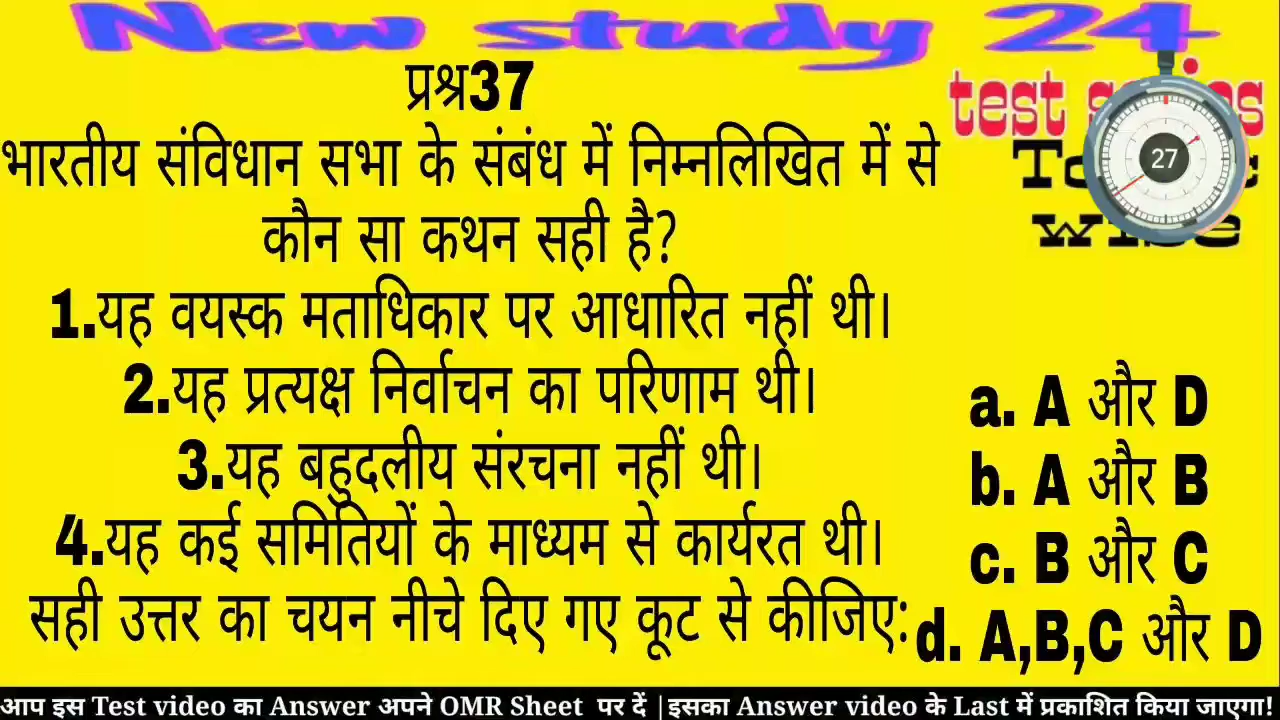 New study 24
प्रश्न37
भारतीय संविधान सभा के संबंध में निम्नलिखित में से
कौन सा कथन सही है?
1.यह वयस्क मताधिकार पर आधारित नहीं थी।
2.यह प्रत्यक्ष निर्वाचन का परिणाम थी।
3.यह बहुदलीय संरचना नहीं थी।
4.यह कई समितियों के माध्यम से कार्यरत थी।
सही उत्तर का चयन नीचे दिए गए कूट से कीजिए:
test
27
wise
a. A और D
b. A और B
c. B और C
d. A,B,C और D
आप इस Test video का Answer अपने OMR Sheet पर दें |इसका Answer video के Last में प्रकाशित किया जाएगा!